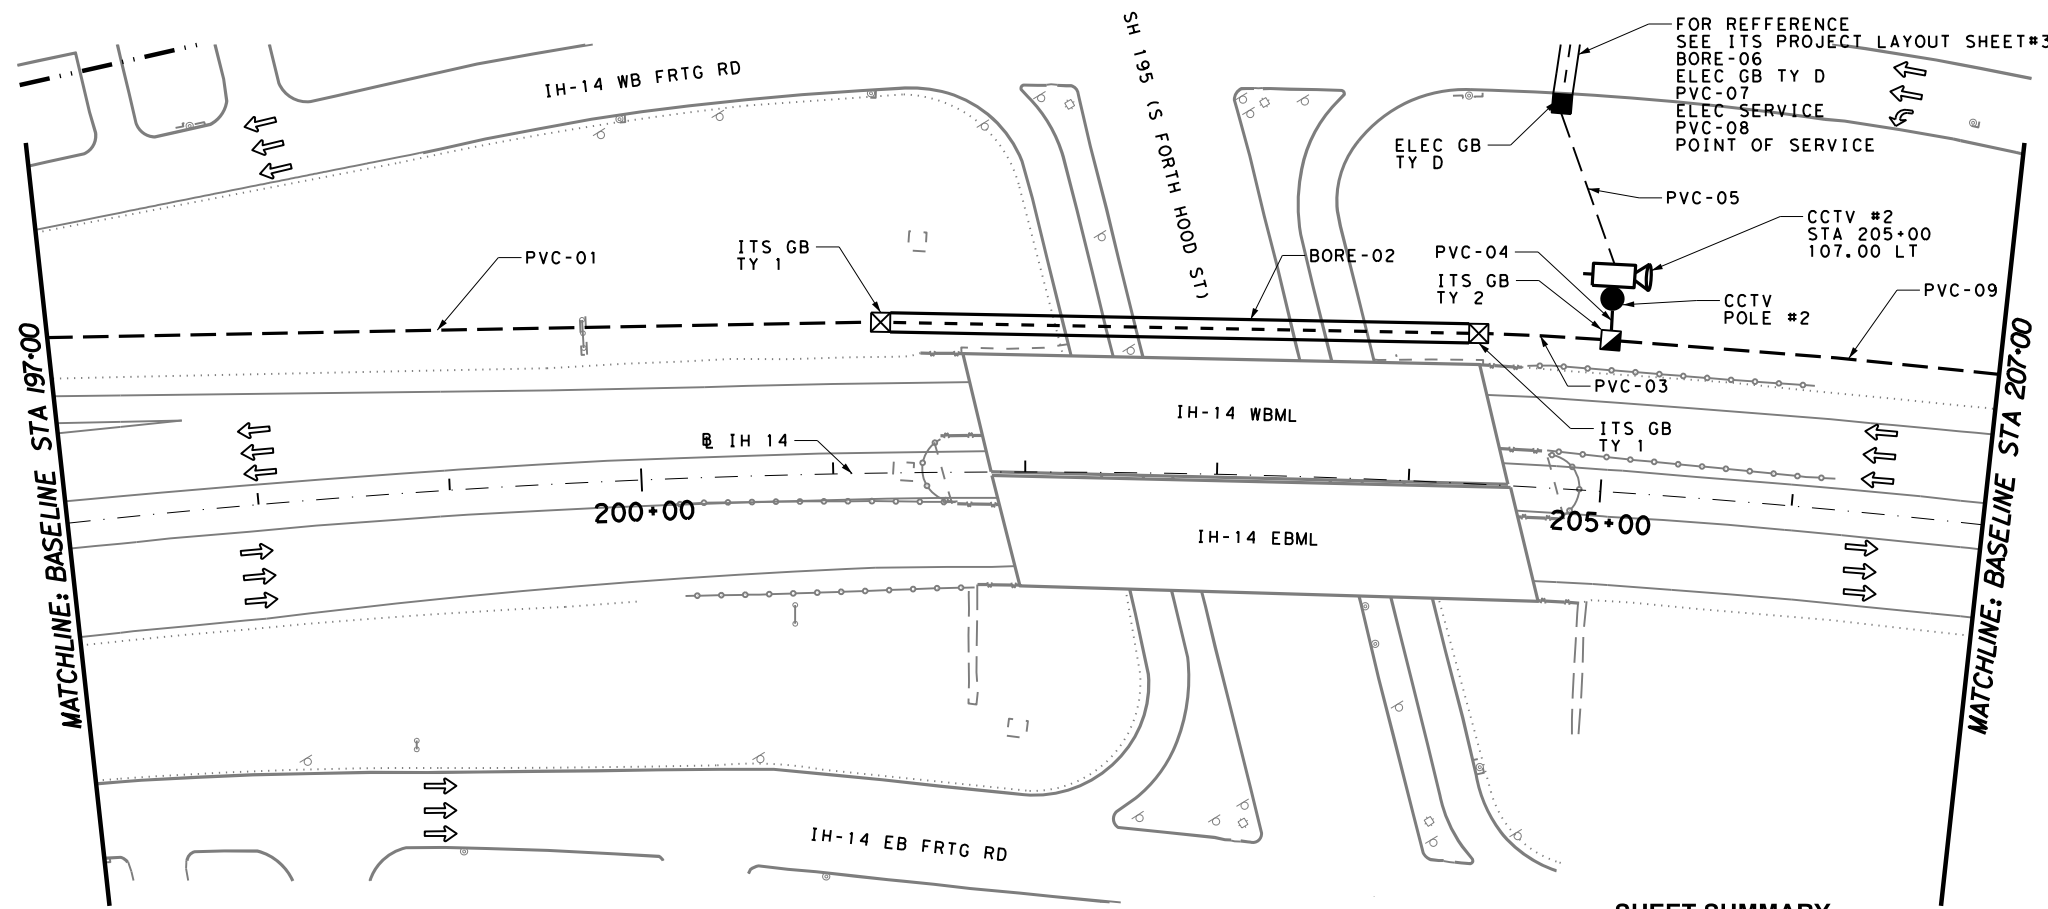 FOR REFFERENCE
SEE ITS PROJECT LAYOUT SHEET#3
BORE-06
ELEC GB TY D
PVC-07
ELEC SERVICE
PVC-08
POINT OF SERVICE
IH-14 WB FRTG RD
SH 195 (S FORTH HOOD ST)
ELEC GB
TY D
PVC-05
CCTV #2
STA 205+00
107.00 LT
PVC-01
ITS GB
TY 1
BORE-02
PVC-04
ITS GB
TY 2
CCTV
POLE #2
PVC-09
PVC-03
ITS GB
TY 1
IH-14 WBML
BL IH 14
200+00
205+00
IH-14 EBML
MATCHLINE: BASELINE STA 197+00
MATCHLINE: BASELINE STA 207+00
IH-14 EB FRTG RD
SHEET SUMMARY